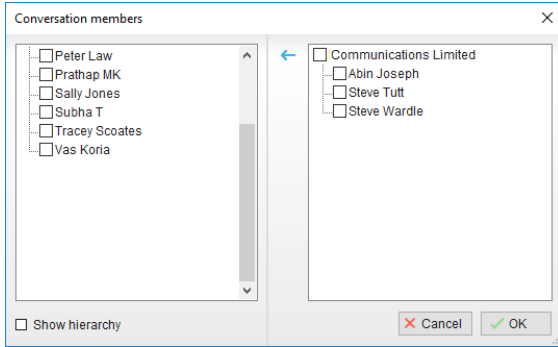 Conversation members
Peter Law
Prathap MK
Sally Jones
Subha T
Tracey Scoates
Vas Koria
Communications Limited
Abin Joseph
Steve Tutt
Steve Wardle
Show hierarchy
Cancel
OK